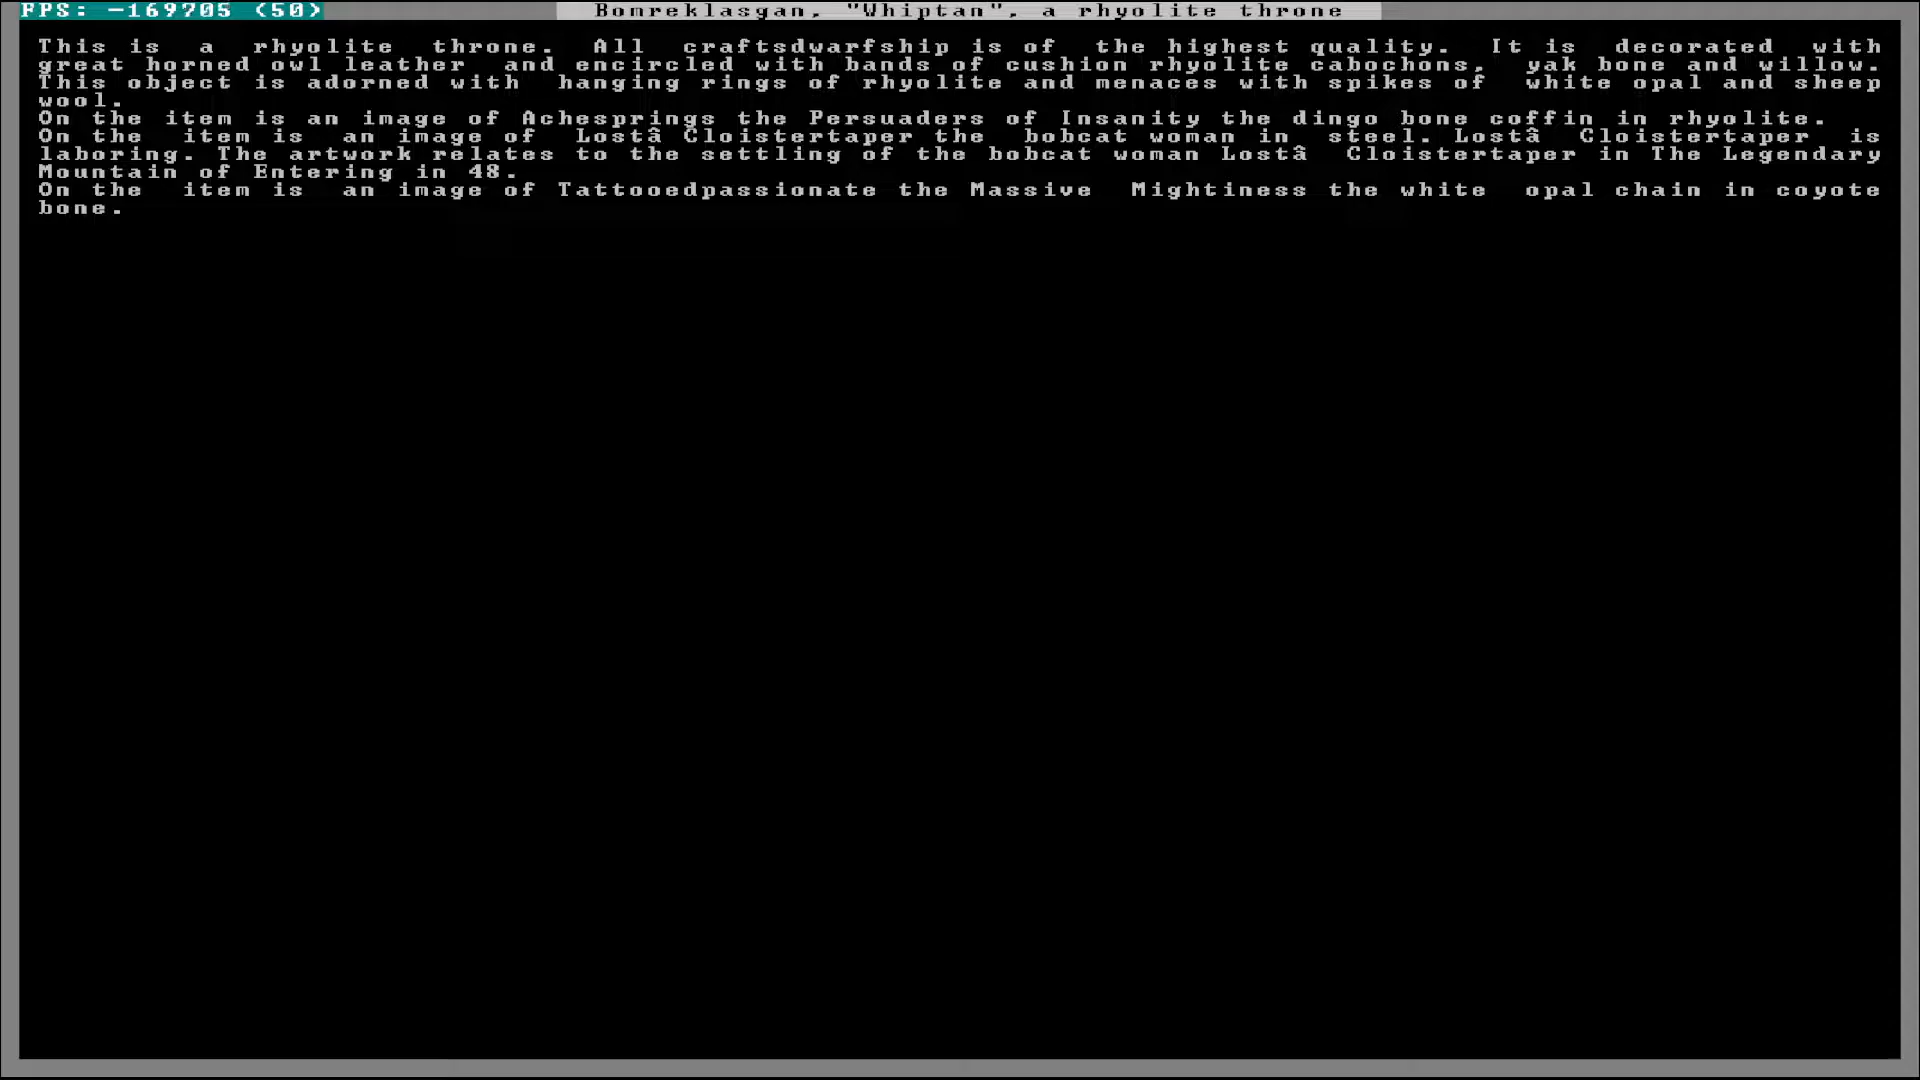 FPS: -169705 (50)
Bomreklasgan, "Whiptan", a rhyolite throne
This is a rhyolite throne. All craftsdwarfship is of the highest quality. It is decorated with
great horned owl leather and encircled with bands of cushion rhyolite cabochons, yak bone and willow.
This object is adorned with hanging rings of rhyolite and menaces with spikes of white opal and sheep
wool.
On the item is an image of Achesprings the Persuaders of Insanity the dingo bone coffin in rhyolite.
On the item is an image of Lostâ Cloistertaper the bobcat woman in steel. Lostâ Cloistertaper is
laboring. The artwork relates to the settling of the bobcat woman Lostâ Cloistertaper in The Legendary
Mountain of Entering in 48.
On the item is an image of Tattooedpassionate the Massive Mightiness the white opal chain in coyote
bone.